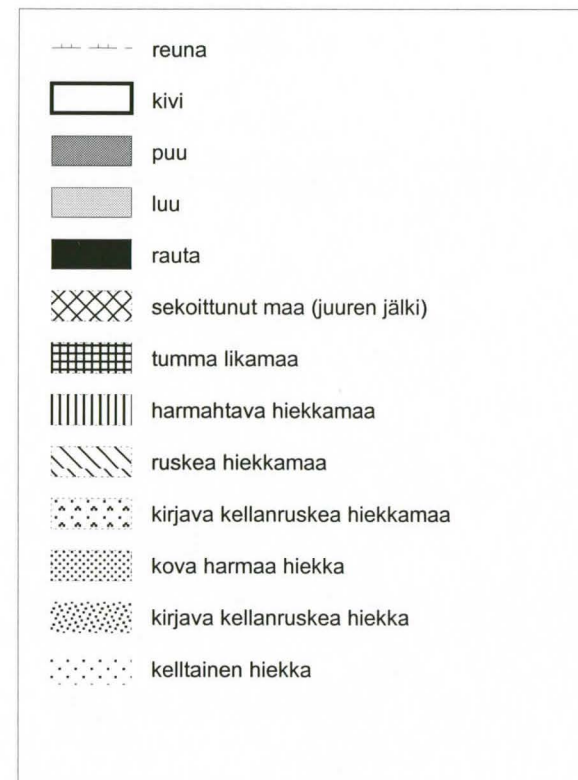 reuna
kivi
puu
luu
rauta
sekoittunut maa (juuren jälki)
tumma likamaa
harmahtava hiekkamaa
ruskea hiekkamaa
kirjava kellanruskea hiekkamaa
kova harmaa hiekka
kirjava kellanruskea hiekka
kelltainen hiekka